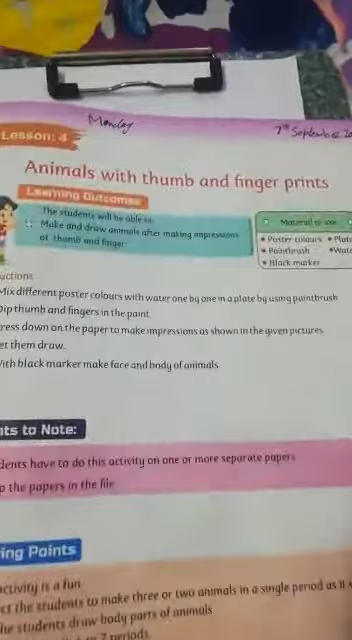 Monday
7th September
Lesson: 4
Animals with thumb and finger prints
Learning Outcomes
The students will be able to:
Make and draw animals after making impressions
of thumb and finger
Material to use
• Poster colours
• Paintbrush
• Black marker
uctions
Mix different poster colours with water one by one in a plate by using paintbrush
Dip thumb and fingers in the paint.
ress down on the paper to make impressions as shown in the given pictures.
et them draw.
With black marker make face and body of animals.
ts to Note:
dents have to do this activity on one or more separate papers
p the papers in the file
ing Points
activity is a fun
ct the students to make three or two animals in a single period as it
he students draw body parts of animals
7 periods.